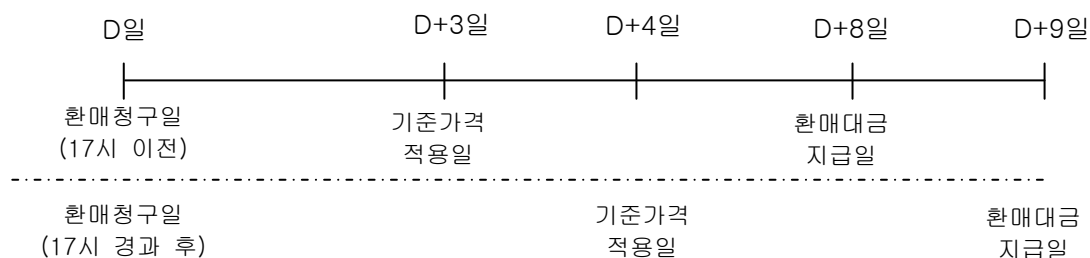 D일 D+3일 D+4일 D+8일 D+9일
환매청구일 기준가격 환매대금
(17시 이전) 적용일 지급일
환매청구일 기준가격 환매대금
(17시 경과 후) 적용일 지급일